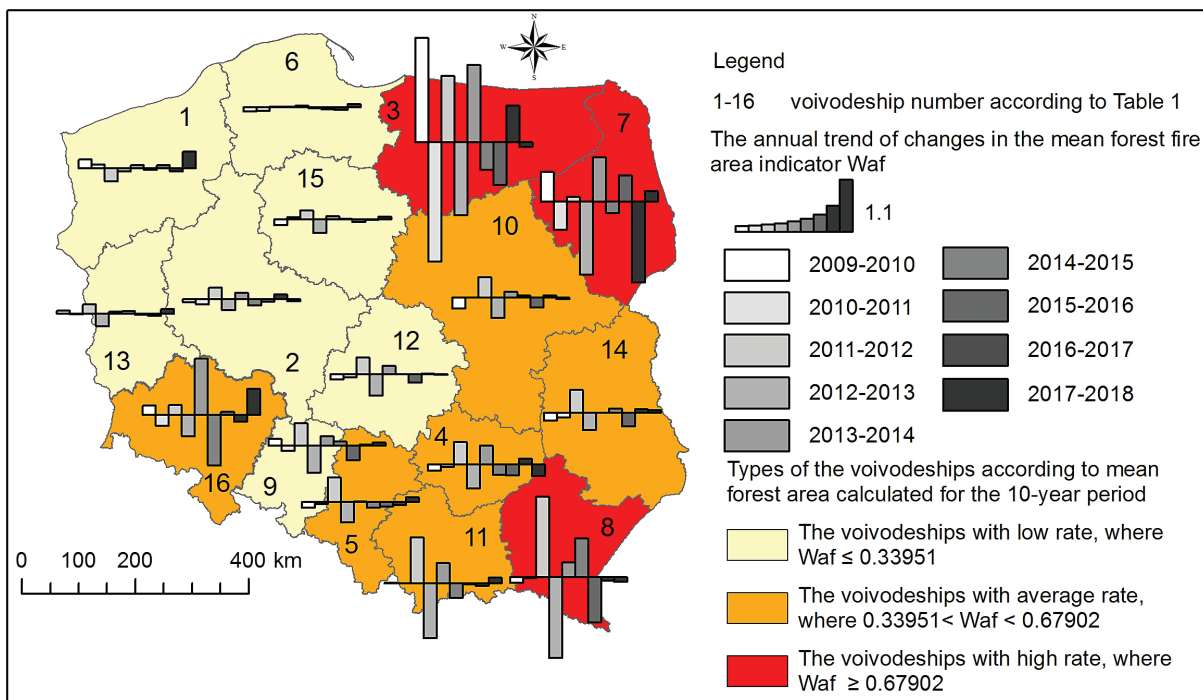 N
W
E
S
6
1
3
7
15
10
12
14
13
2
4
16
9
5
11
8
0 100 200 400 km
Legend
1-16 voivodeship number according to Table 1
The annual trend of changes in the mean forest fire
area indicator Waf
1.1
2009-2010
2014-2015
2010-2011
2015-2016
2011-2012
2016-2017
2012-2013
2017-2018
2013-2014
Types of the voivodeships according to mean
forest area calculated for the 10-year period
The voivodeships with low rate, where
Waf ≤ 0.33951
The voivodeships with average rate,
where 0.33951< Waf < 0.67902
The voivodeships with high rate, where
Waf ≥ 0.67902